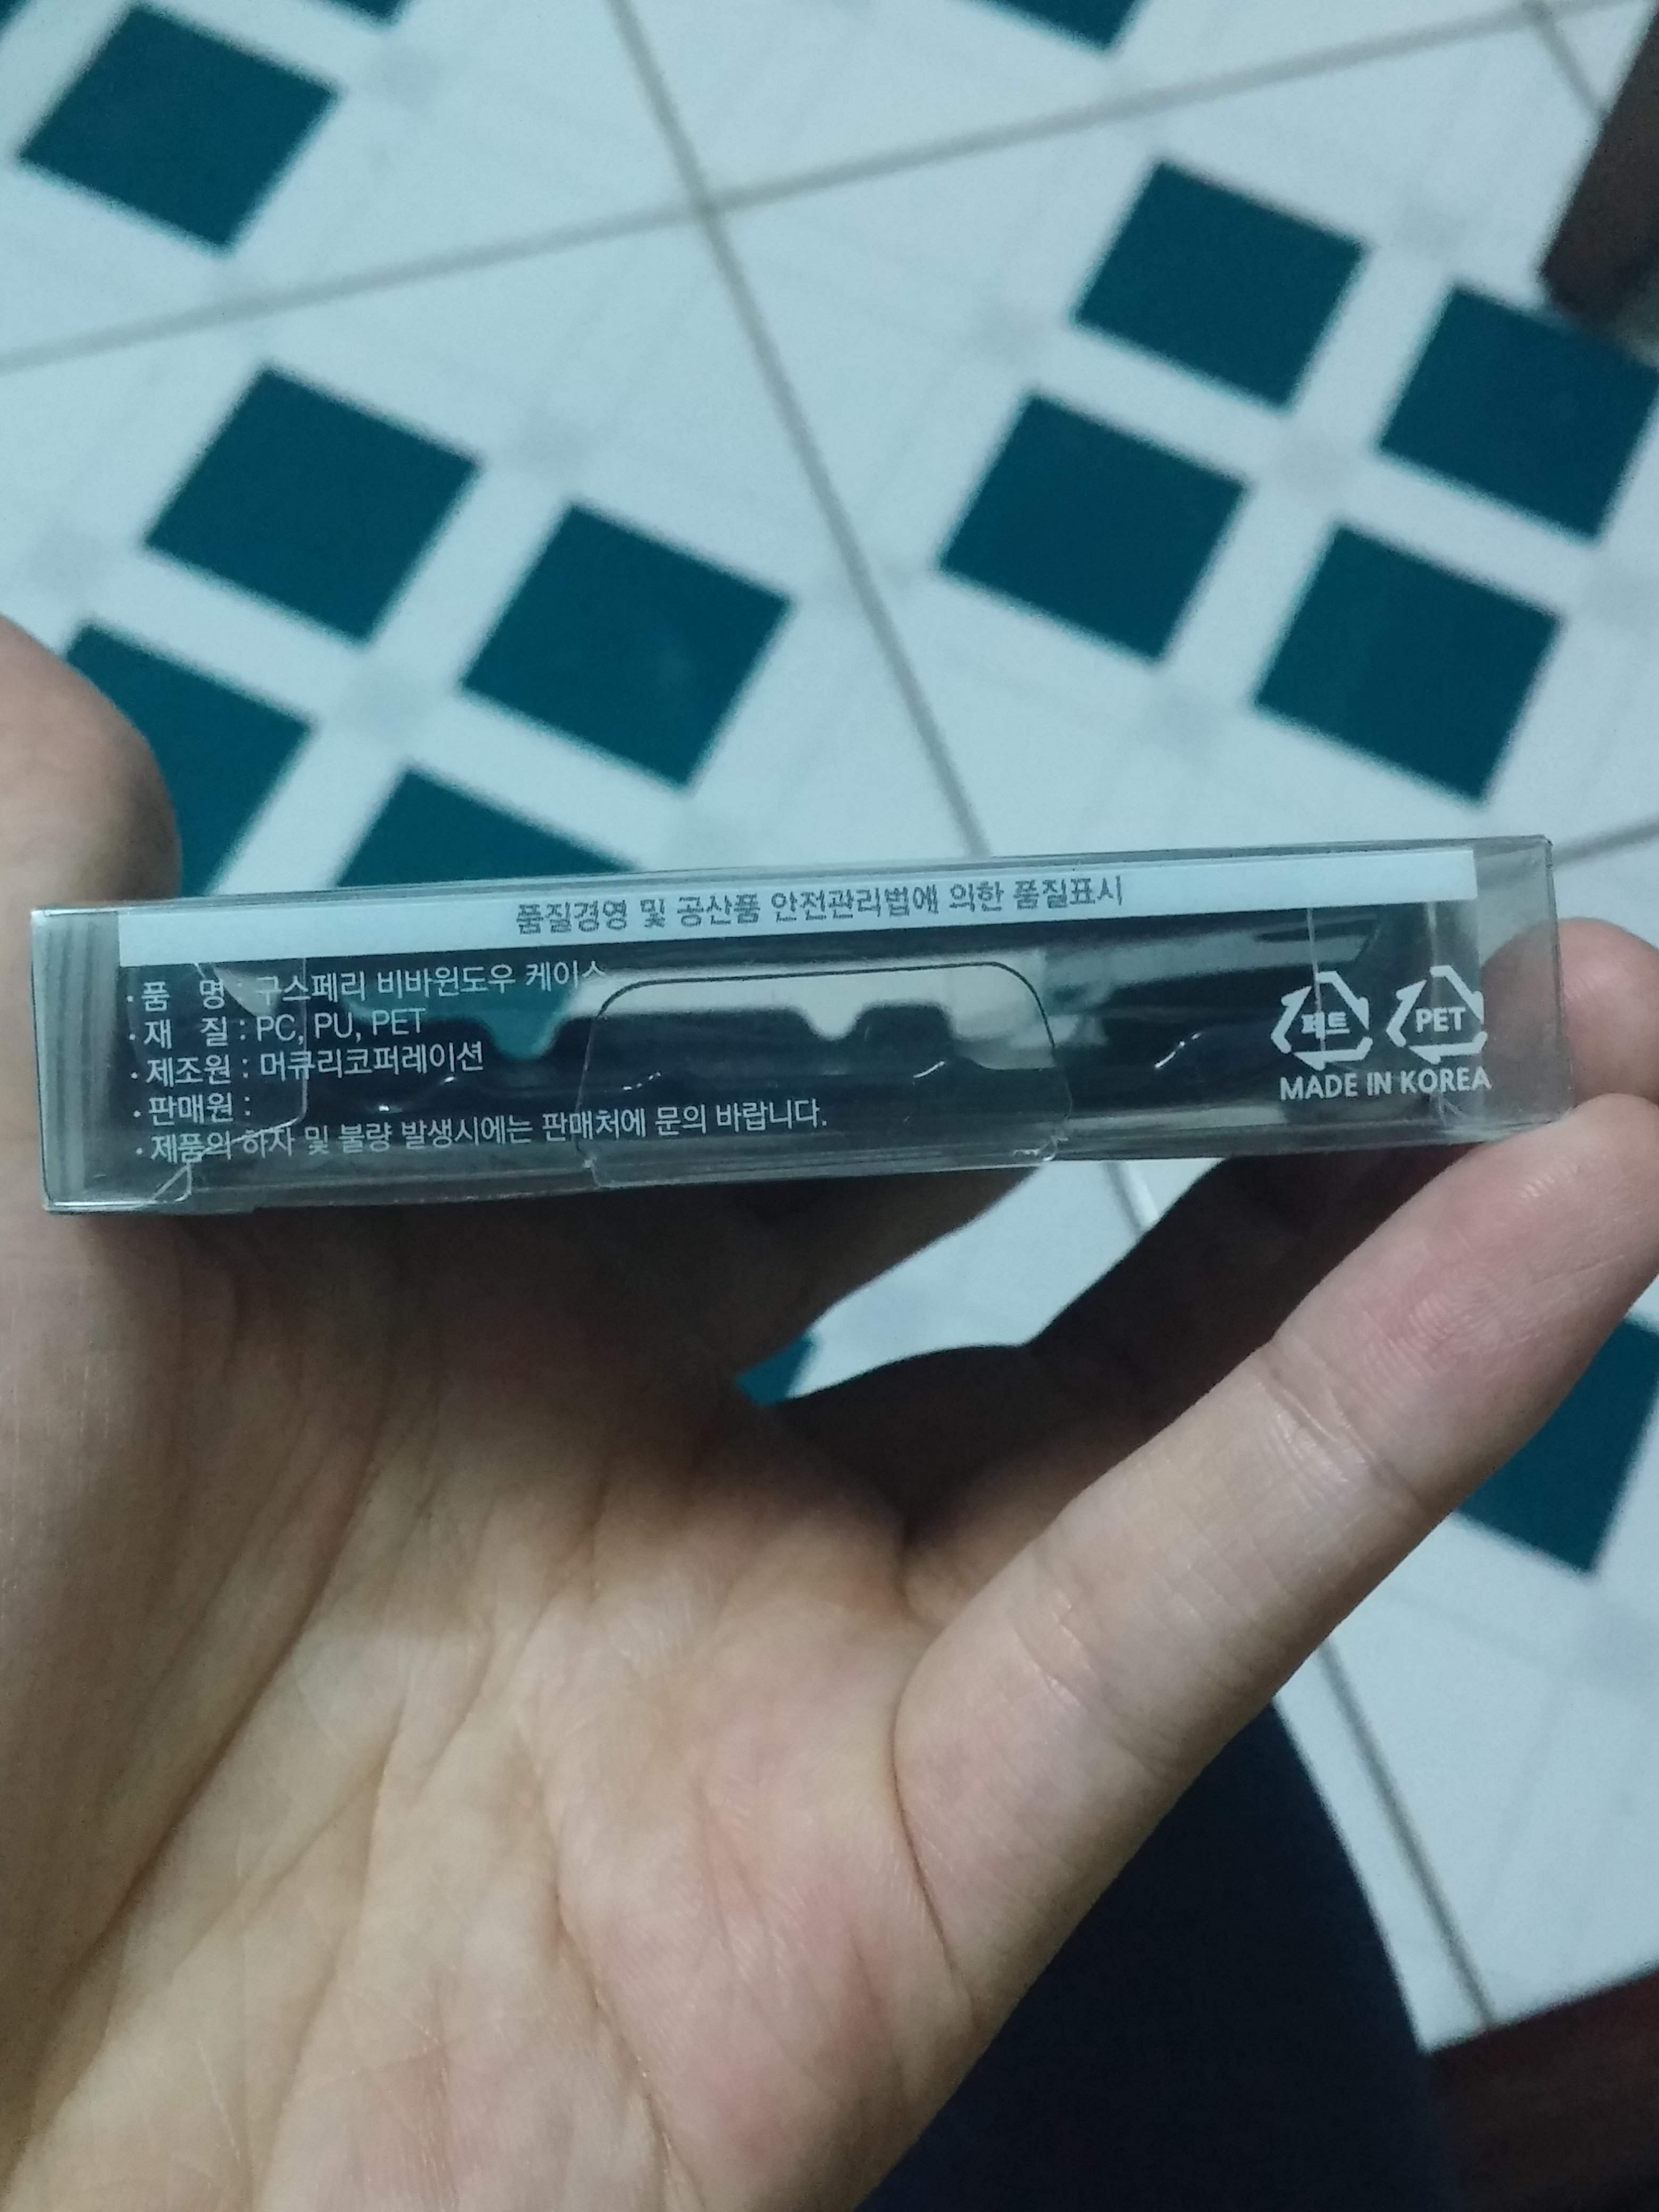 품질경영 및 공산품 안전관리법에 의한 품질표시
· 품 명 : 구스페리 비바윈도우 케이스
· 재 질 : PC, PU, PET
· 제조원 : 머큐리코퍼레이션
· 판매원 :
· 제품의 하자 및 불량 발생시에는 판매처에 문의 바랍니다.
페트
PET
MADE IN KOREA